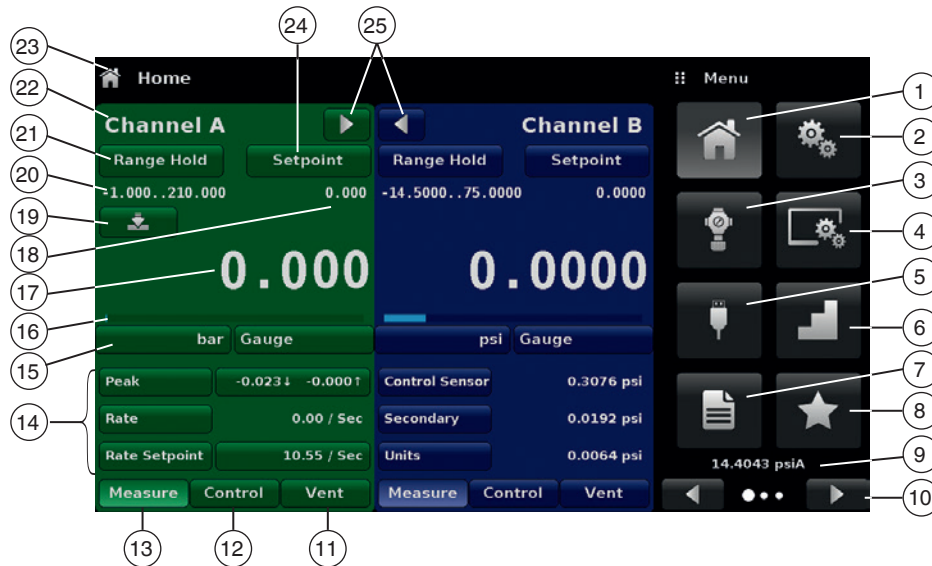 24 25
23 Home Menu
22 Channel A Channel B 1
21 Range Hold Setpoint Range Hold Setpoint 2
20 -1.000..210.000 0.000 -14.5000..75.0000 0.0000 3
19 4
18
17 0.000 0.0000
5
16 6
15 bar Gauge psi Gauge
7
14 Peak -0.023↓ -0.000↑ Control Sensor 0.3076 psi
Rate 0.00 / Sec Secondary 0.0192 psi 8
Rate Setpoint 10.55 / Sec Units 0.0064 psi
14.4043 psiA 9
Measure Control Vent Measure Control Vent 10
13 12 11